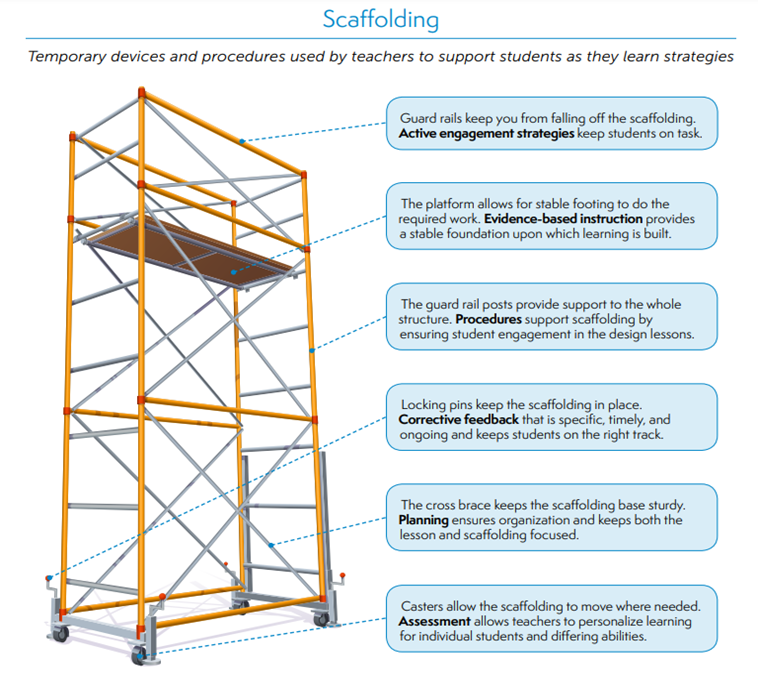 Scaffolding
Temporary devices and procedures used by teachers to support students as they learn strategies
Guard rails keep you from falling off the scaffolding.
Active engagement strategies keep students on task.
The platform allows for stable footing to do the
required work. Evidence-based instruction provides
a stable foundation upon which learning is built.
The guard rail posts provide support to the whole
structure. Procedures support scaffolding by
ensuring student engagement in the design lessons.
Locking pins keep the scaffolding in place.
Corrective feedback that is specific, timely, and
ongoing and keeps students on the right track.
The cross brace keeps the scaffolding base sturdy.
Planning ensures organization and keeps both the
lesson and scaffolding focused.
Casters allow the scaffolding to move where needed.
Assessment allows teachers to personalize learning
for individual students and differing abilities.